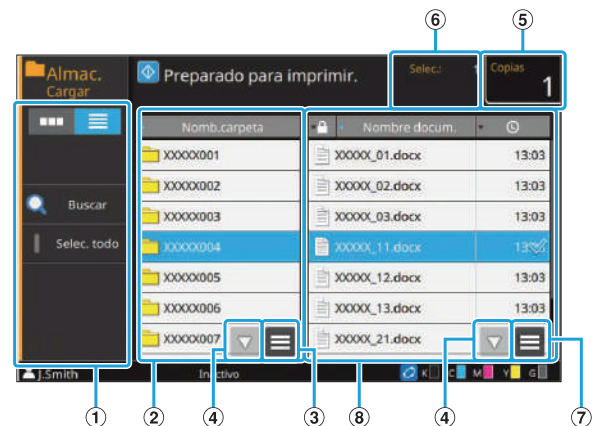 ⑥ ⑤
Almac.
Cargar
Preparado para imprimir.
Selec.: 1
Copias
1
Nomb.carpeta
Nombre docum.
XXXXX001
XXXXX_01.docx 13:03
XXXXX002
XXXXX_02.docx 13:03
Buscar
XXXXX003
XXXXX_03.docx 13:03
Selec. todo
XXXXX004
XXXXX_11.docx 13:03
XXXXX005
XXXXX_12.docx 13:03
XXXXX006
XXXXX_13.docx 13:03
XXXXX007
XXXXX_21.docx
J.Smith
Inactivo
K C M Y G
① ② ④ ③ ⑧ ④ ⑦